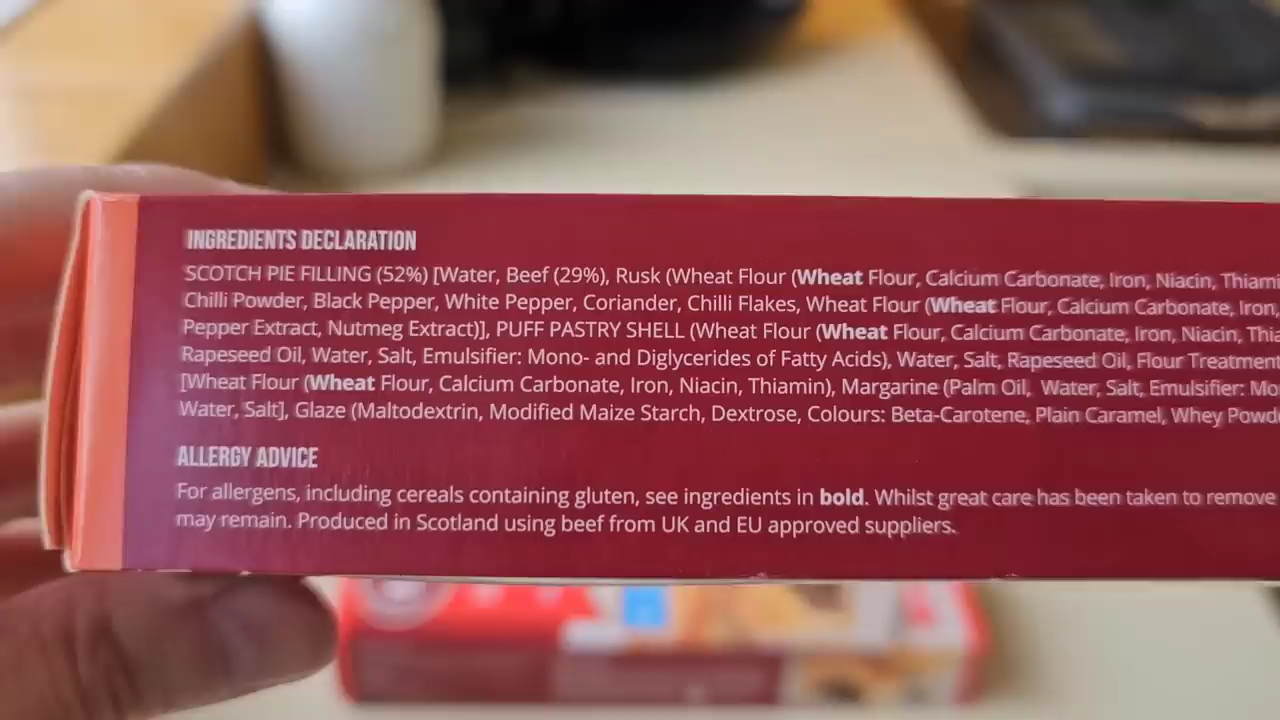 INGREDIENTS DECLARATION
SCOTCH PIE FILLING (52%) [Water, Beef (29%), Rusk (Wheat Flour (Wheat Flour, Calcium Carbonate, Iron, Niacin,
Chilli Powder, Black Pepper, White Pepper, Coriander, Chilli Flakes, Wheat Flour (Wheat Flour, Calcium Carbonate, Iron,
Pepper Extract, Nutmeg Extract)], PUFF PASTRY SHELL (Wheat Flour (Wheat Flour, Calcium Carbonate, Iron, Niacin,
Rapeseed Oil, Water, Salt, Emulsifier: Mono- and Diglycerides of Fatty Acids), Water, Salt, Rapeseed Oil, Flour Treatment
[Wheat Flour (Wheat Flour, Calcium Carbonate, Iron, Niacin, Thiamin), Margarine (Palm Oil, Water, Salt, Emulsifier:
Water, Salt], Glaze (Maltodextrin, Modified Maize Starch, Dextrose, Colours: Beta-Carotene, Plain Caramel, Whey
ALLERGY ADVICE
For allergens, including cereals containing gluten, see ingredients in bold. Whilst great care has been taken to remove
may remain. Produced in Scotland using beef from UK and EU approved suppliers.